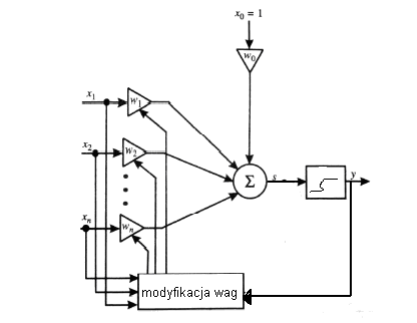 x₀ = 1
w₀
x₁
w₁
x₂
w₂
Σ
s
y
xₙ
wₙ
modyfikacja wag